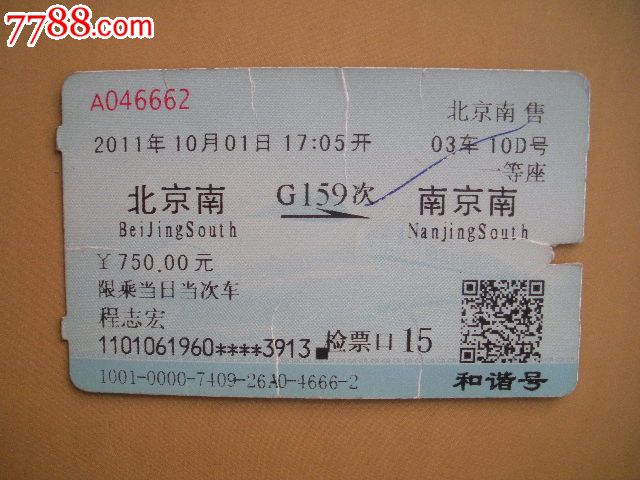 7788.com
A046662
北京南 售
2011年10月01日 17:05开
03车 10D号
一等座
北京南
G159次
南京南
BeiJingSouth
NanjingSouth
¥750.00元
限乘当日当次车
程志宏
1101061960****3913
检票口 15
1001-0000-7409-26A0-4666-2
和谐号